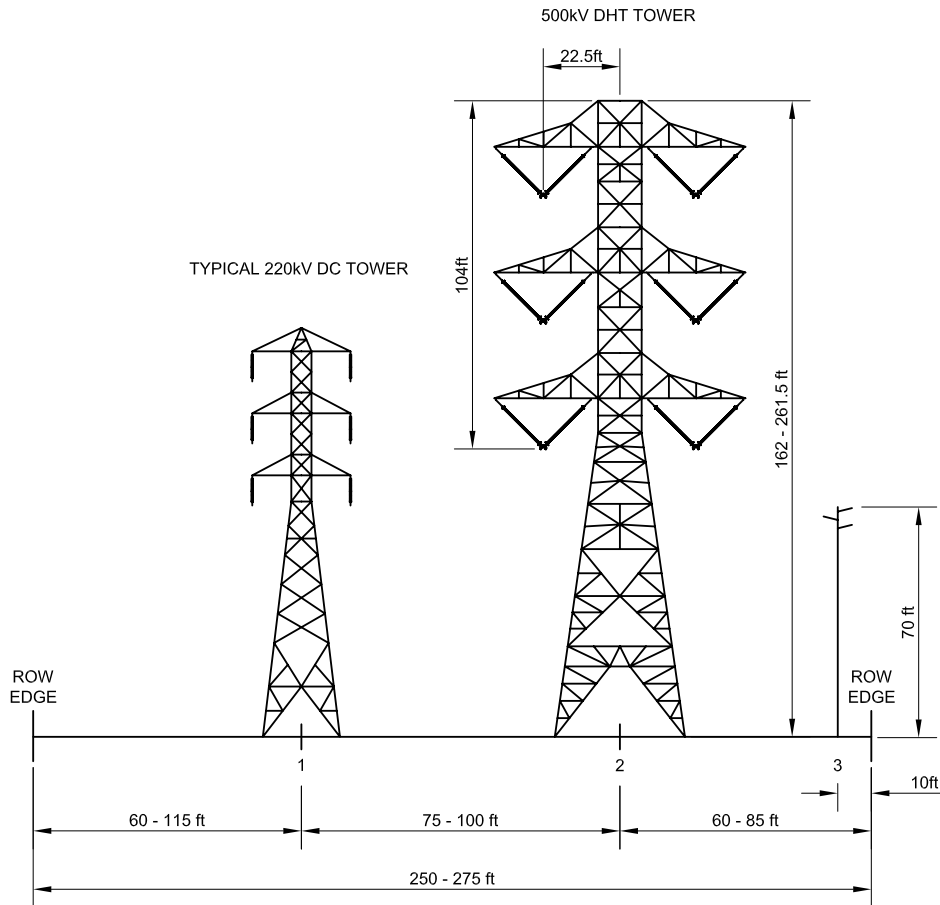 500kV DHT TOWER
22.5ft
TYPICAL 220kV DC TOWER
104ft
162 - 261.5 ft
70 ft
ROW
EDGE
ROW
EDGE
1
2
3
10ft
60 - 115 ft
75 - 100 ft
60 - 85 ft
250 - 275 ft